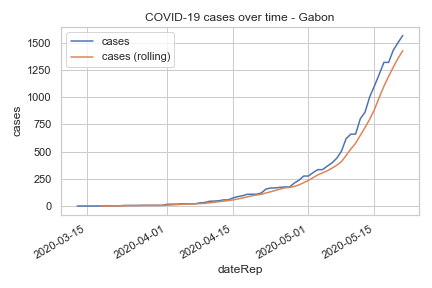 COVID-19 cases over time - Gabon
cases
cases (rolling)
1500
1250
1000
750
500
250
0
cases
2020-03-15
2020-04-01
2020-04-15
2020-05-01
2020-05-15
dateRep